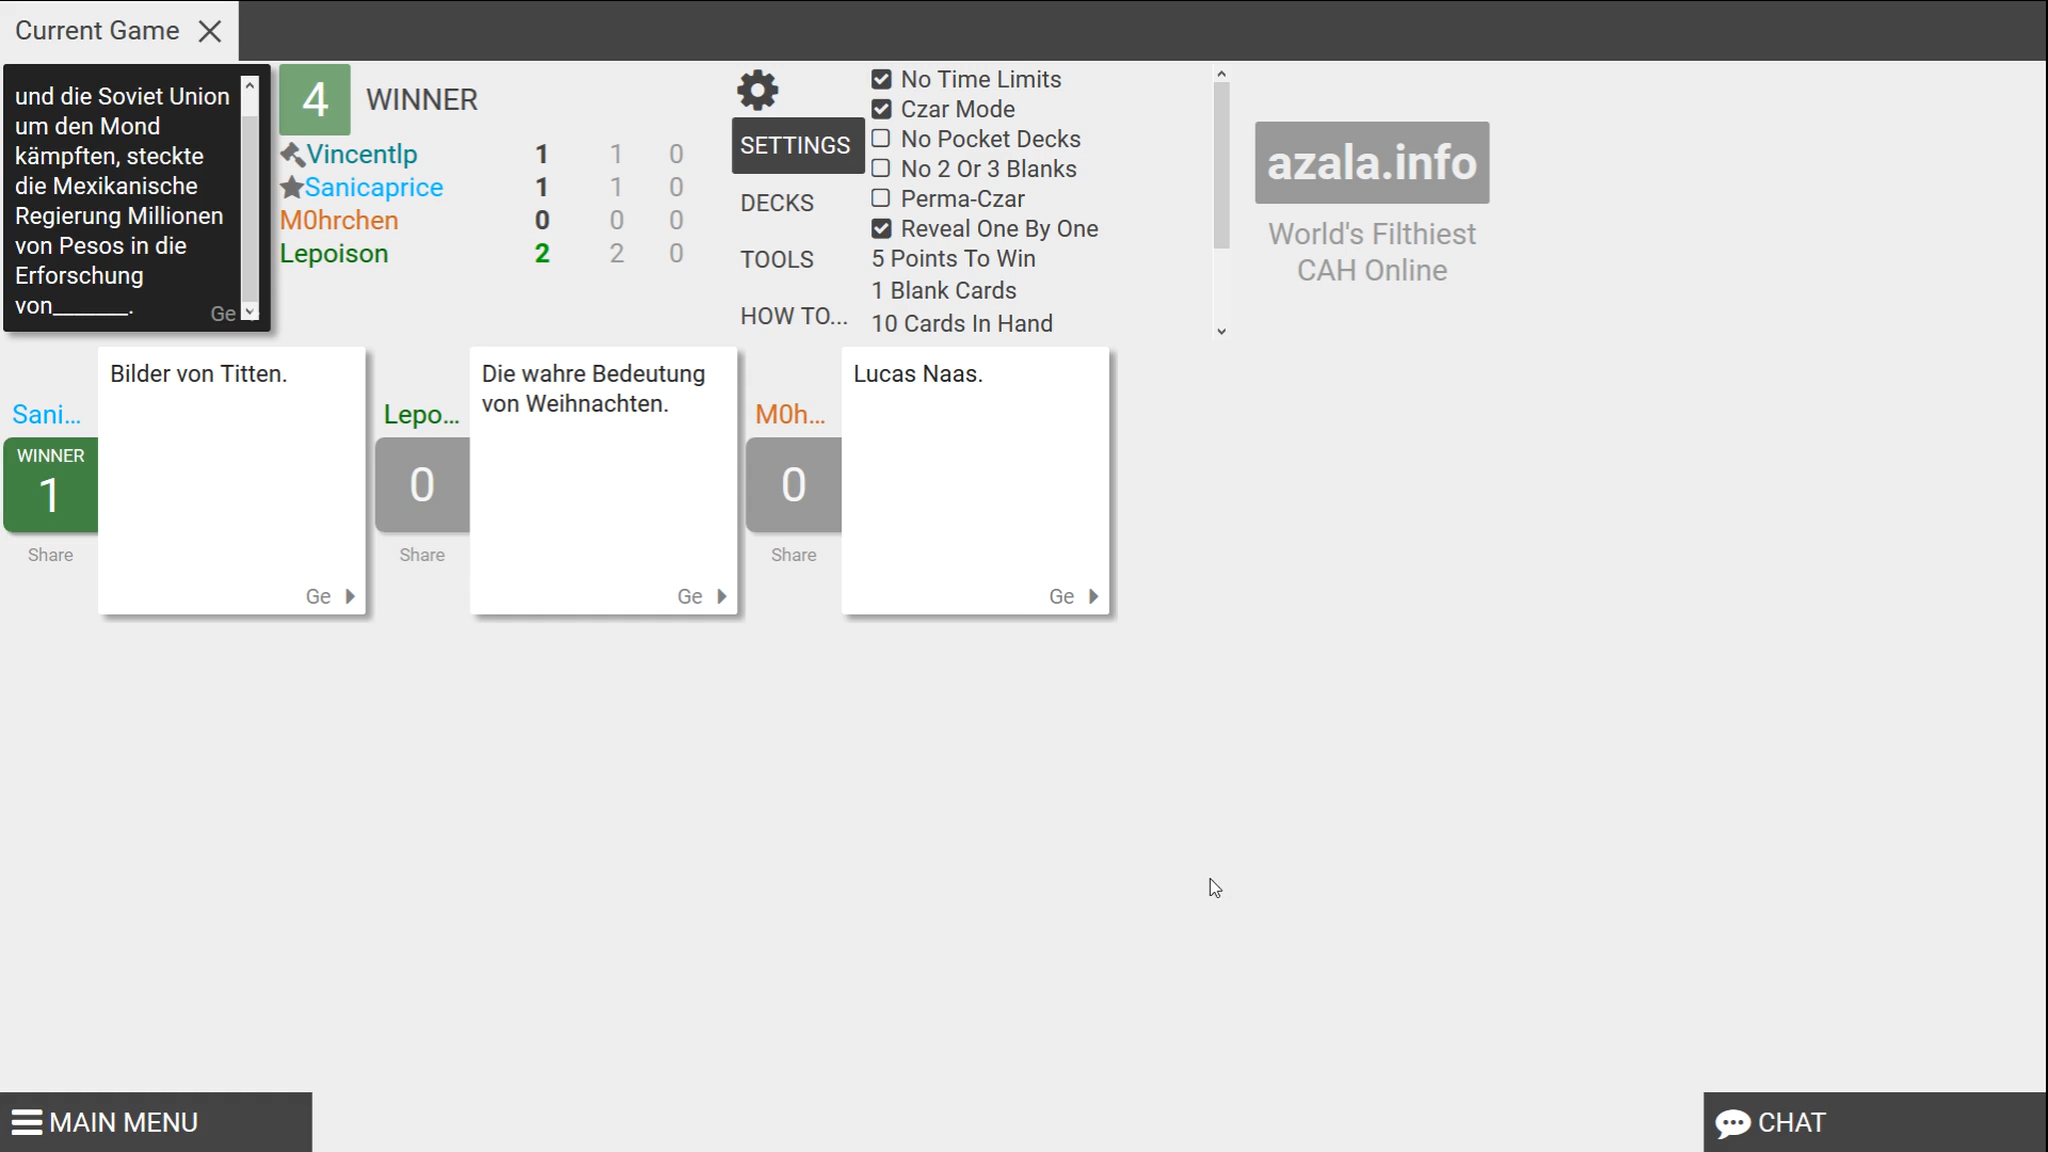 Current Game
und die Soviet Union
um den Mond
kämpften, steckte
die Mexikanische
Regierung Millionen
von Pesos in die
Erforschung
von______.
Ge
4 WINNER
Vincentlp 1 1 0
Sanicaprice 1 1 0
M0hrchen 0 0 0
Lepoison 2 2 0
SETTINGS
DECKS
TOOLS
HOW TO...
No Time Limits
Czar Mode
No Pocket Decks
No 2 Or 3 Blanks
Perma-Czar
Reveal One By One
5 Points To Win
1 Blank Cards
10 Cards In Hand
azala.info
World's Filthiest
CAH Online
Sani...
WINNER
1
Share
Bilder von Titten.
Ge
Lepo...
0
Share
Die wahre Bedeutung
von Weihnachten.
Ge
M0h...
0
Share
Lucas Naas.
Ge
MAIN MENU
CHAT